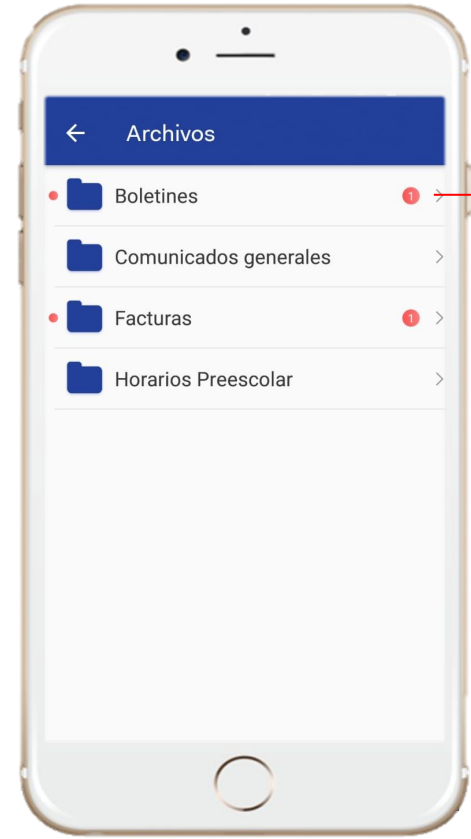 Archivos
Boletines 1
Comunicados generales
Facturas 1
Horarios Preescolar